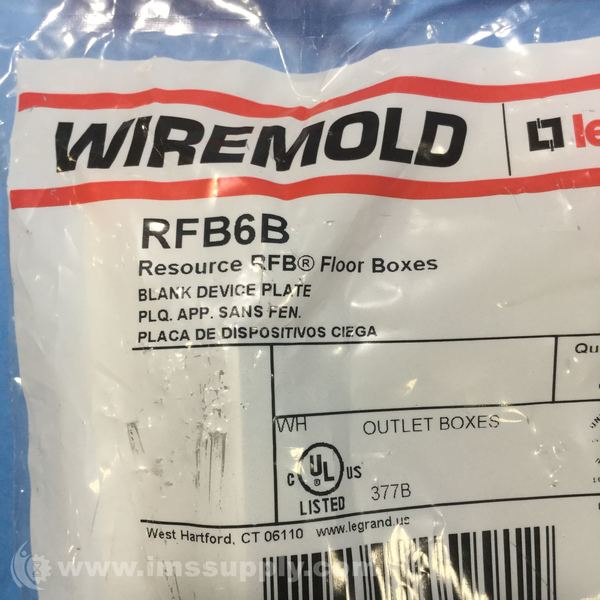 WIREMOLD le
RFB6B
Resource RFB® Floor Boxes
BLANK DEVICE PLATE
PLQ. APP. SANS FEN.
PLACA DE DISPOSITIVOS CIEGA
Qu
WH OUTLET BOXES
C UL ® US
LISTED 377B
West Hartford, CT 06110 www.legrand.us
www.imssupply.com